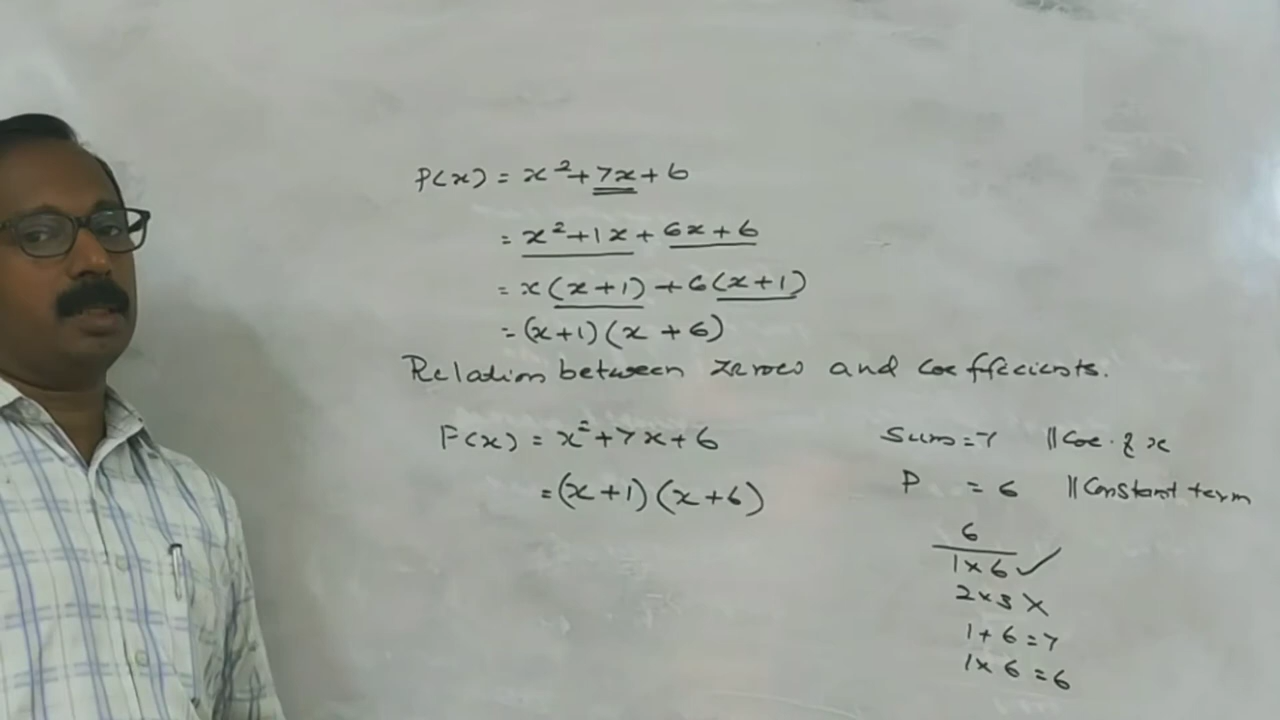 P(x) = x² + 7x + 6
= x² + 1x + 6x + 6
= x(x+1) + 6(x+1)
= (x+1)(x+6)
Relation between zeroes and coefficients.
P(x) = x² + 7x + 6
= (x+1)(x+6)
Sum = 7 || Coe. of x
P = 6 || Constant term
6
1×6 ✓
2×3 ×
1+6=7
1×6=6